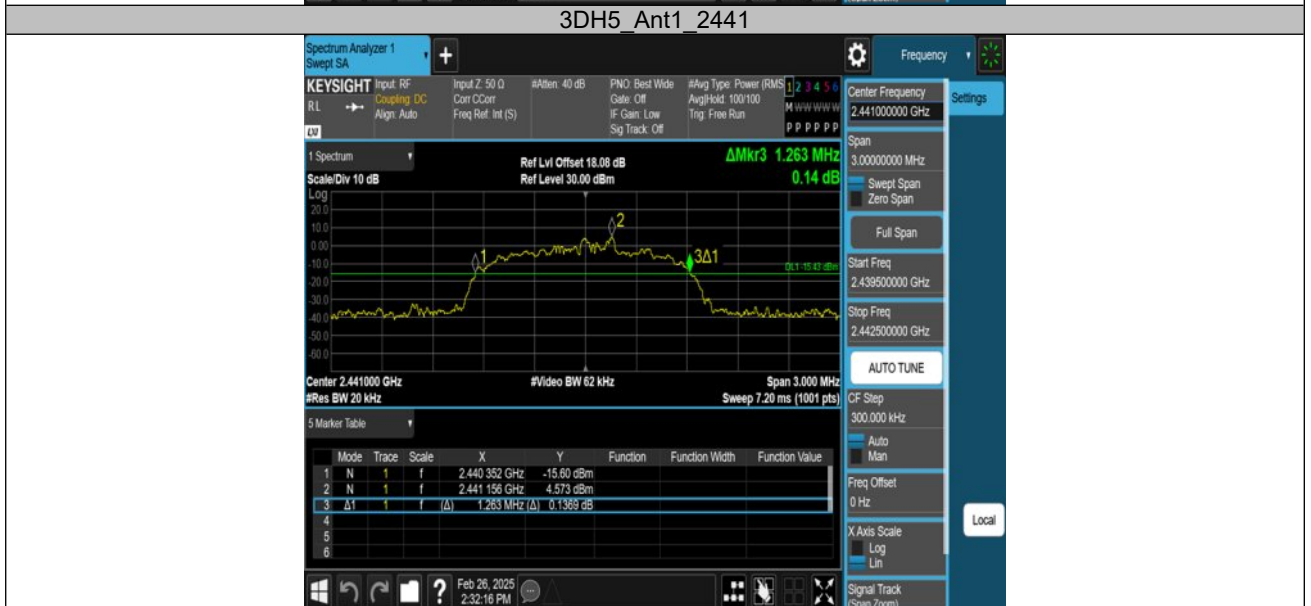 3DH5_Ant1_2441
Spectrum Analyzer 1
Swept SA
+
Frequency
KEYSIGHT
RL
LXI
Input: RF
Coupling: DC
Align: Auto
Input Z: 50 Ω
Corr CCorr
Freq Ref: Int (S)
#Atten: 40 dB
PNO: Best Wide
Gate: Off
IF Gain: Low
Sig Track: Off
#Avg Type: Power (RMS
Avg|Hold: 100/100
Trig: Free Run
1 2 3 4 5 6
M W W W W W
P P P P P P
1 Spectrum
Scale/Div 10 dB
Ref Lvl Offset 18.08 dB
Ref Level 30.00 dBm
ΔMkr3 1.263 MHz
0.14 dB
Log
20.0
10.0
0.00
-10.0
-20.0
-30.0
-40.0
-50.0
-60.0
1
2
3Δ1
DL1 -15.43 dBm
Center 2.441000 GHz
#Res BW 20 kHz
#Video BW 62 kHz
Span 3.000 MHz
Sweep 7.20 ms (1001 pts)
5 Marker Table
Mode Trace Scale X Y Function Function Width Function Value
1 N 1 f 2.440 352 GHz -15.60 dBm
2 N 1 f 2.441 156 GHz 4.573 dBm
3 Δ1 1 f (Δ) 1.263 MHz (Δ) 0.1369 dB
4
5
6
?
Feb 26, 2025
2:32:16 PM
Center Frequency
2.441000000 GHz
Settings
Span
3.00000000 MHz
Swept Span
Zero Span
Full Span
Start Freq
2.439500000 GHz
Stop Freq
2.442500000 GHz
AUTO TUNE
CF Step
300.000 kHz
Auto
Man
Freq Offset
0 Hz
Local
X Axis Scale
Log
Lin
Signal Track
(Span Zoom)